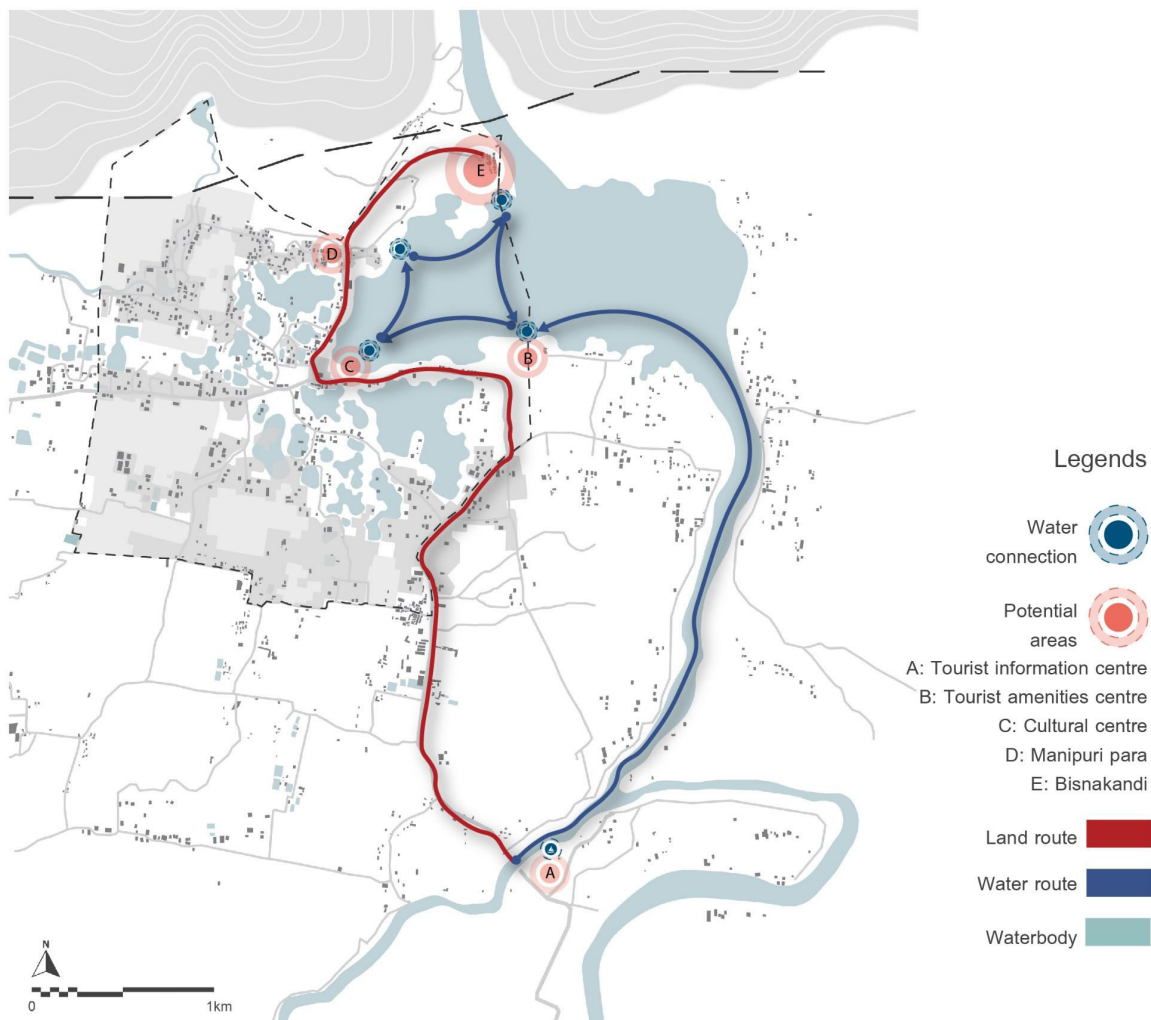 E
D
C
B
A
Legends
Water
connection
Potential
areas
A: Tourist information centre
B: Tourist amenities centre
C: Cultural centre
D: Manipuri para
E: Bisnakandi
Land route
Water route
Waterbody
N
0 1km